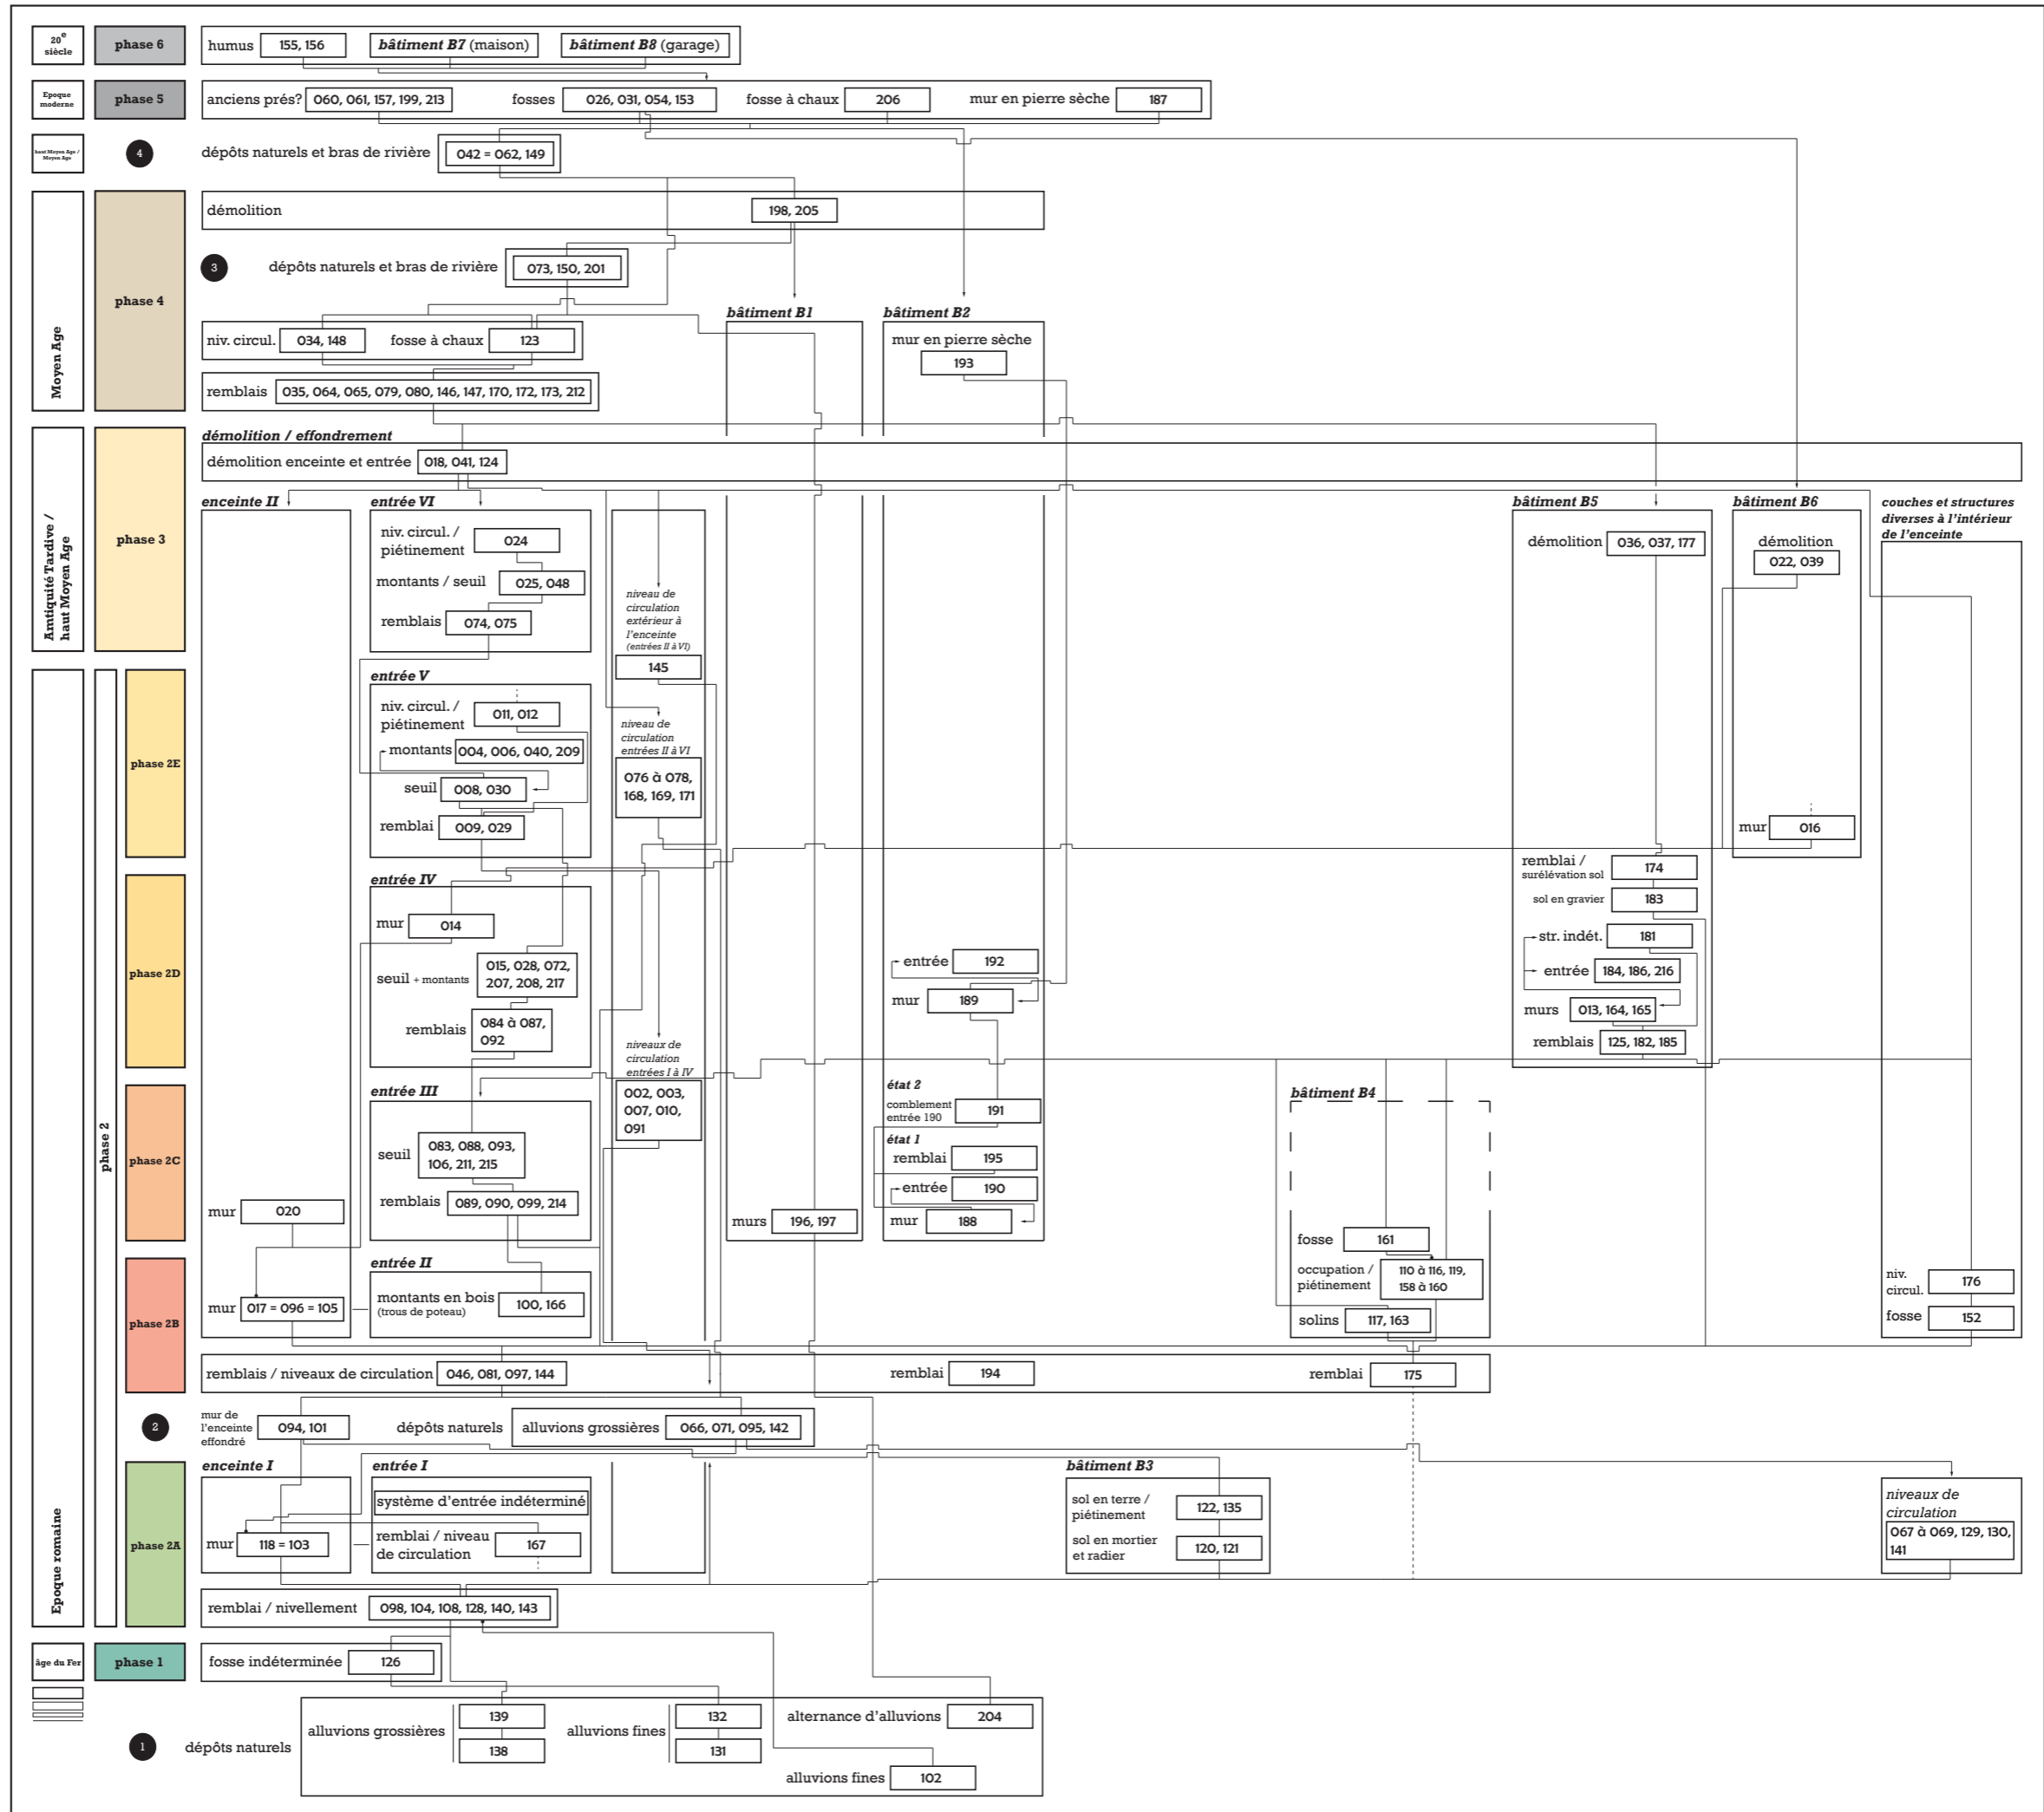 20e
siècle
phase 6
humus
155, 156
bâtiment B7 (maison)
bâtiment B8 (garage)
Epoque
moderne
phase 5
anciens prés?
060, 061, 157, 199, 213
fosses
026, 031, 054, 153
fosse à chaux
206
mur en pierre sèche
187
haut Moyen Age /
Moyen Age
4
dépôts naturels et bras de rivière
042 = 062, 149
Moyen Age
phase 4
démolition
198, 205
3
dépôts naturels et bras de rivière
073, 150, 201
niv. circul.
034, 148
fosse à chaux
123
remblais
035, 064, 065, 079, 080, 146, 147, 170, 172, 173, 212
bâtiment B1
bâtiment B2
mur en pierre sèche
193
Antiquité Tardive /
haut Moyen Age
phase 3
démolition / effondrement
démolition enceinte et entrée
018, 041, 124
enceinte II
entrée VI
niv. circul. /
piétinement
024
montants / seuil
025, 048
remblais
074, 075
niveau de
circulation
extérieur à
l'enceinte
(entrées II à VI)
145
bâtiment B5
démolition
036, 037, 177
bâtiment B6
démolition
022, 039
couches et structures
diverses à l'intérieur
de l'enceinte
Epoque romaine
phase 2
phase 2E
entrée V
niv. circul. /
piétinement
011, 012
montants
004, 006, 040, 209
seuil
008, 030
remblai
009, 029
niveau de
circulation
entrées II à VI
076 à 078,
168, 169, 171
mur
016
remblai /
surélévation sol
174
sol en gravier
183
phase 2D
entrée IV
mur
014
seuil + montants
015, 028, 072,
207, 208, 217
remblais
084 à 087,
092
entrée
192
mur
189
str. indét.
181
entrée
184, 186, 216
murs
013, 164, 165
remblais
125, 182, 185
niveaux de
circulation
entrées I à IV
002, 003,
007, 010,
091
phase 2C
entrée III
seuil
083, 088, 093,
106, 211, 215
remblais
089, 090, 099, 214
mur
020
murs
196, 197
état 2
comblement
entrée 190
191
état 1
remblai
195
entrée
190
mur
188
bâtiment B4
fosse
161
occupation /
piétinement
110 à 116, 119,
158 à 160
solins
117, 163
phase 2B
entrée II
mur
017 = 096 = 105
montants en bois
(trous de poteau)
100, 166
niv.
circul.
176
fosse
152
remblais / niveaux de circulation
046, 081, 097, 144
remblai
194
remblai
175
2
mur de
l'enceinte
effondré
094, 101
dépôts naturels
alluvions grossières
066, 071, 095, 142
phase 2A
enceinte I
entrée I
système d'entrée indéterminé
mur
118 = 103
remblai / niveau
de circulation
167
bâtiment B3
sol en terre /
piétinement
122, 135
sol en mortier
et radier
120, 121
niveaux de
circulation
067 à 069, 129, 130,
141
remblai / nivellement
098, 104, 108, 128, 140, 143
âge du Fer
phase 1
fosse indéterminée
126
1
dépôts naturels
alluvions grossières
139
138
alluvions fines
132
131
alternance d'alluvions
204
alluvions fines
102